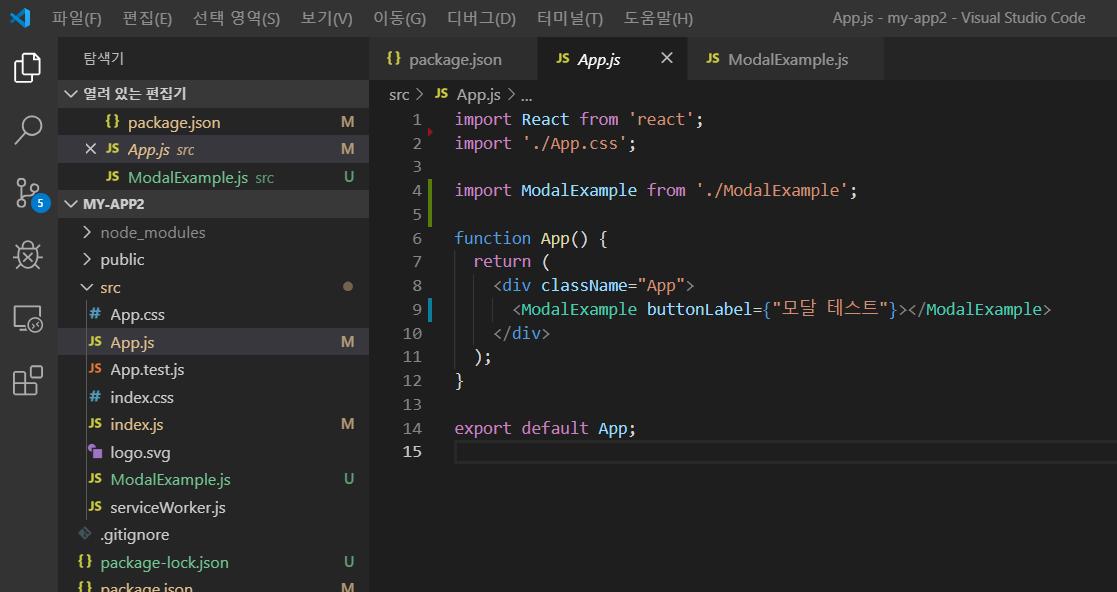 파일(F) 편집(E) 선택 영역(S) 보기(V) 이동(G) 디버그(D) 터미널(T) 도움말(H) App.js - my-app2 - Visual Studio Code
탐색기
열려 있는 편집기
{} package.json M
JS App.js src M
JS ModalExample.js src U
MY-APP2
node_modules
public
src
# App.css
JS App.js M
JS App.test.js
# index.css
JS index.js M
logo.svg
JS ModalExample.js U
JS serviceWorker.js
.gitignore
{} package-lock.json U
{} package.json M
5
{} package.json JS App.js JS ModalExample.js
src > JS App.js > ...
1 import React from 'react';
2 import './App.css';
3
4 import ModalExample from './ModalExample';
5
6 function App() {
7 return (
8 <div className="App">
9 <ModalExample buttonLabel={"모달 테스트"}></ModalExample>
10 </div>
11 );
12 }
13
14 export default App;
15